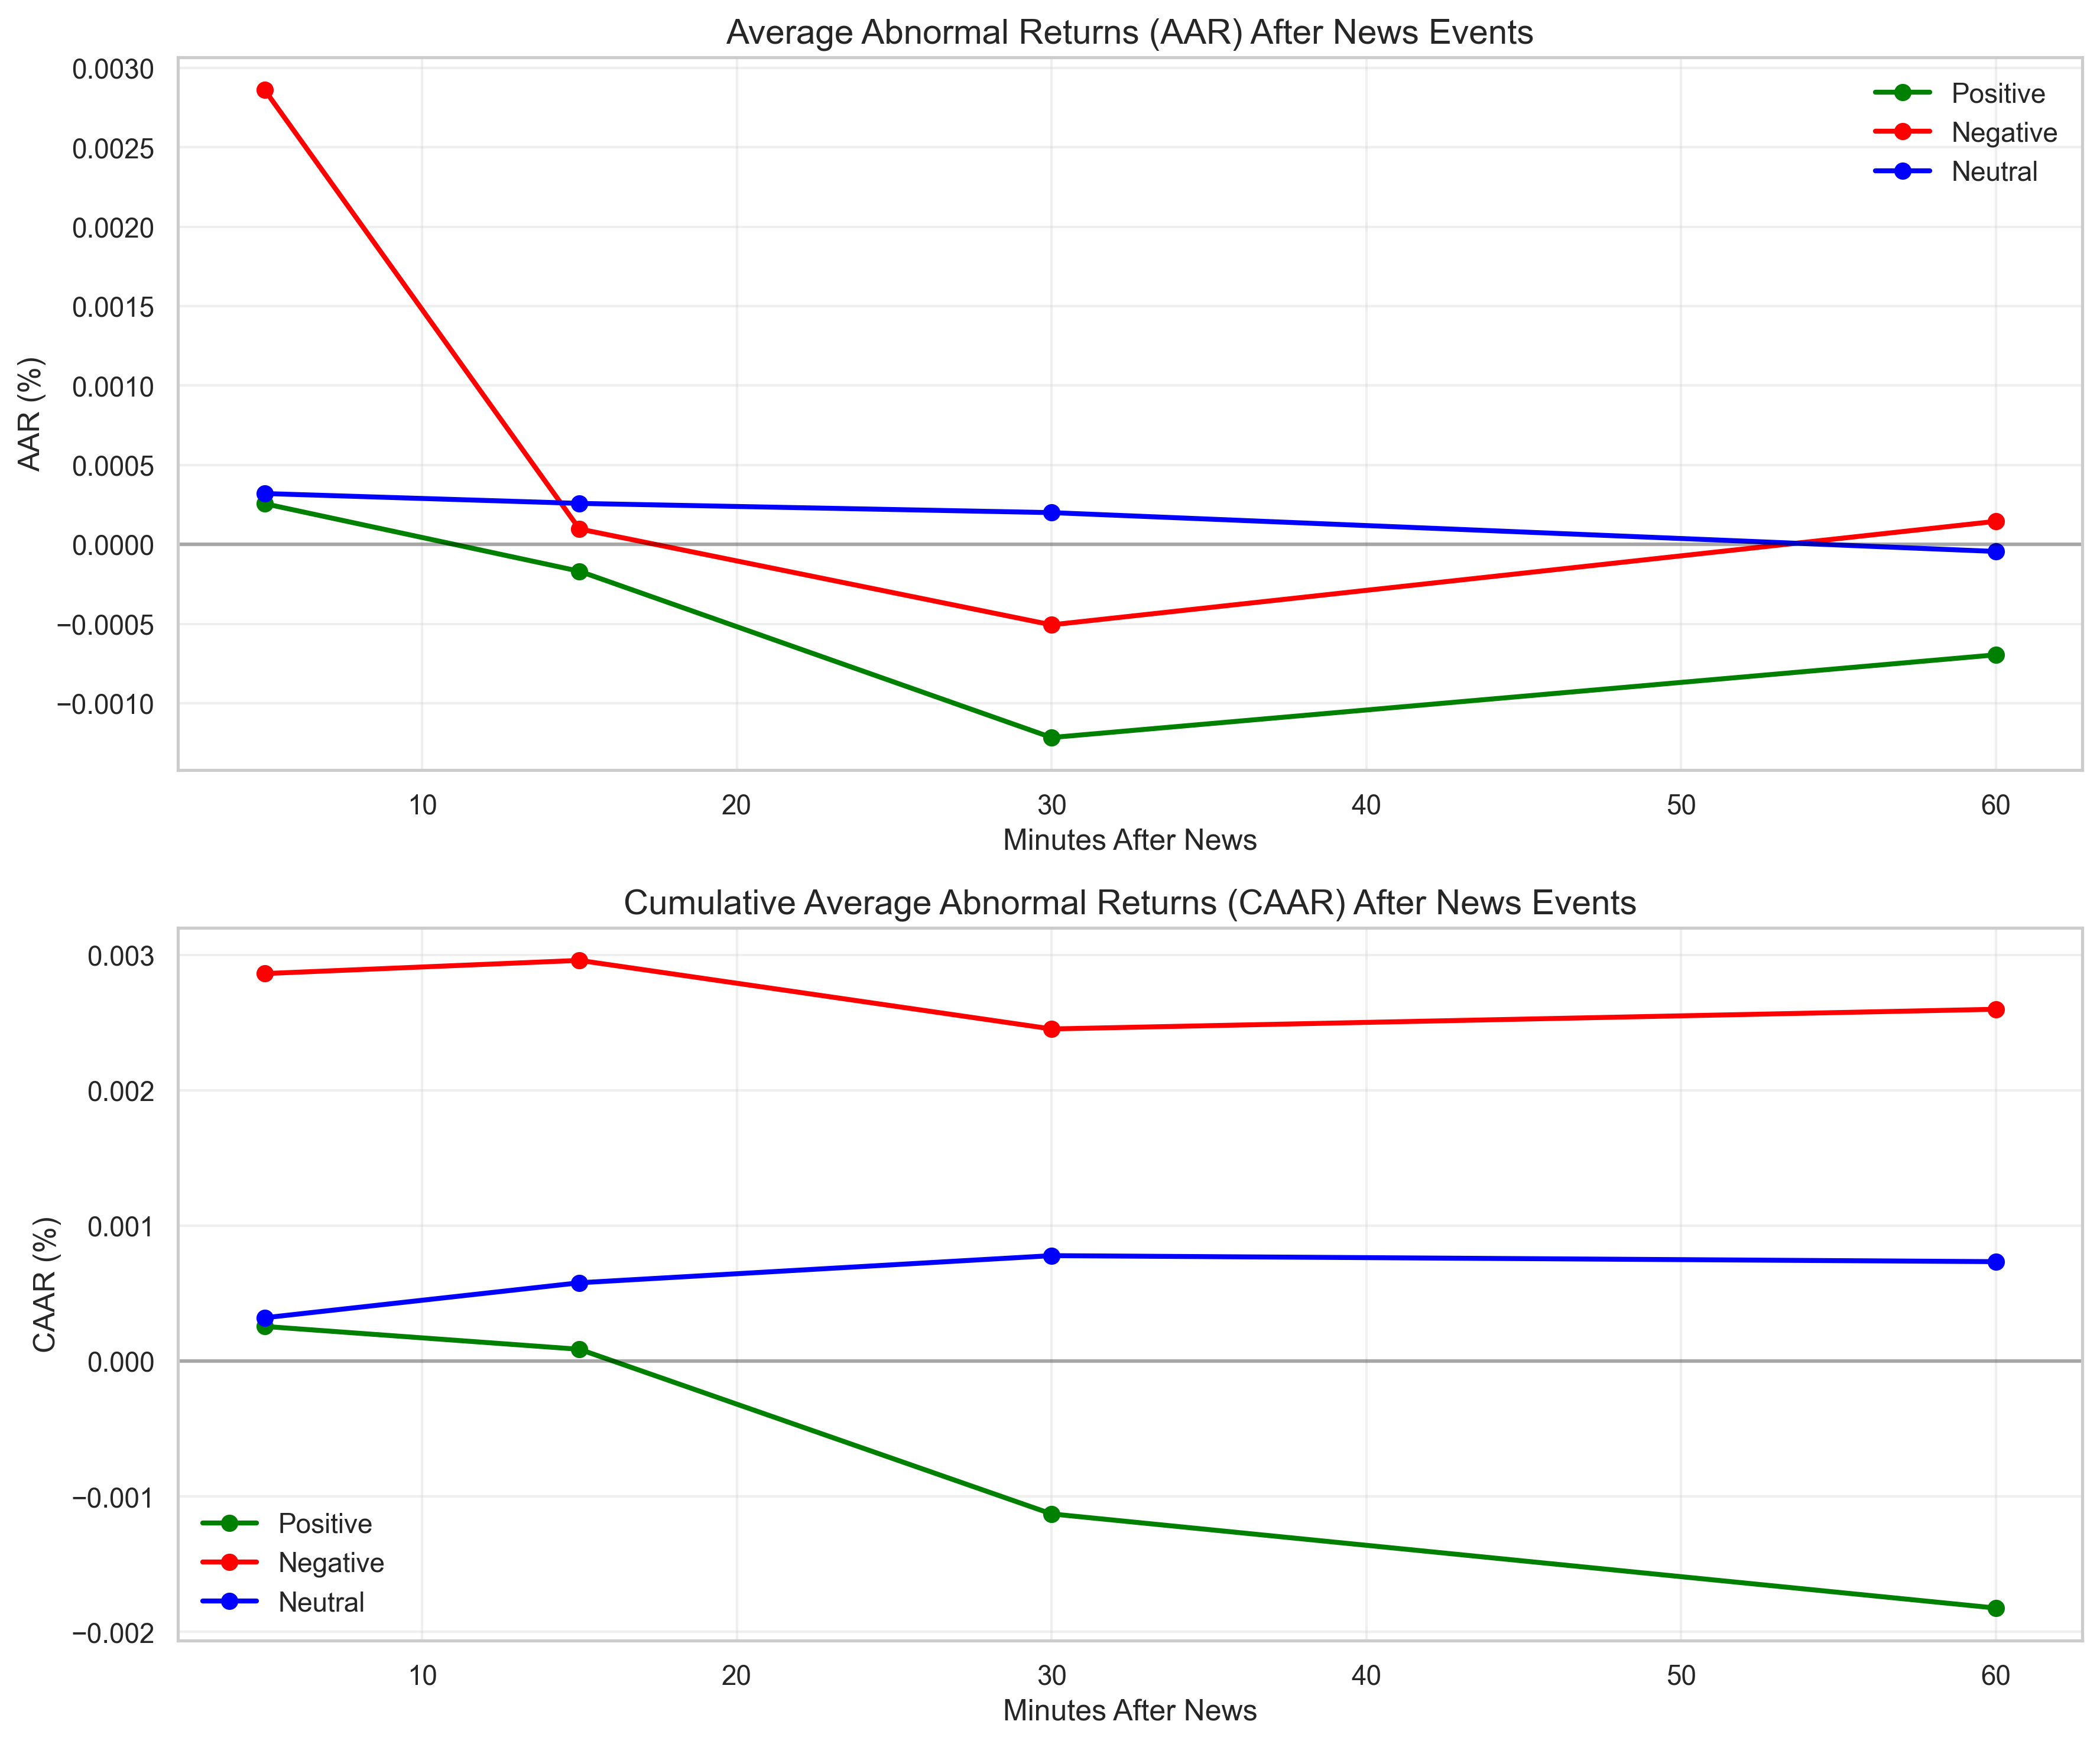 Average Abnormal Returns (AAR) After News Events
0.0030
0.0025
0.0020
0.0015
0.0010
0.0005
0.0000
−0.0005
−0.0010
AAR (%)
Positive
Negative
Neutral
10 20 30 40 50 60
Minutes After News
Cumulative Average Abnormal Returns (CAAR) After News Events
0.003
0.002
0.001
0.000
−0.001
−0.002
CAAR (%)
Positive
Negative
Neutral
10 20 30 40 50 60
Minutes After News